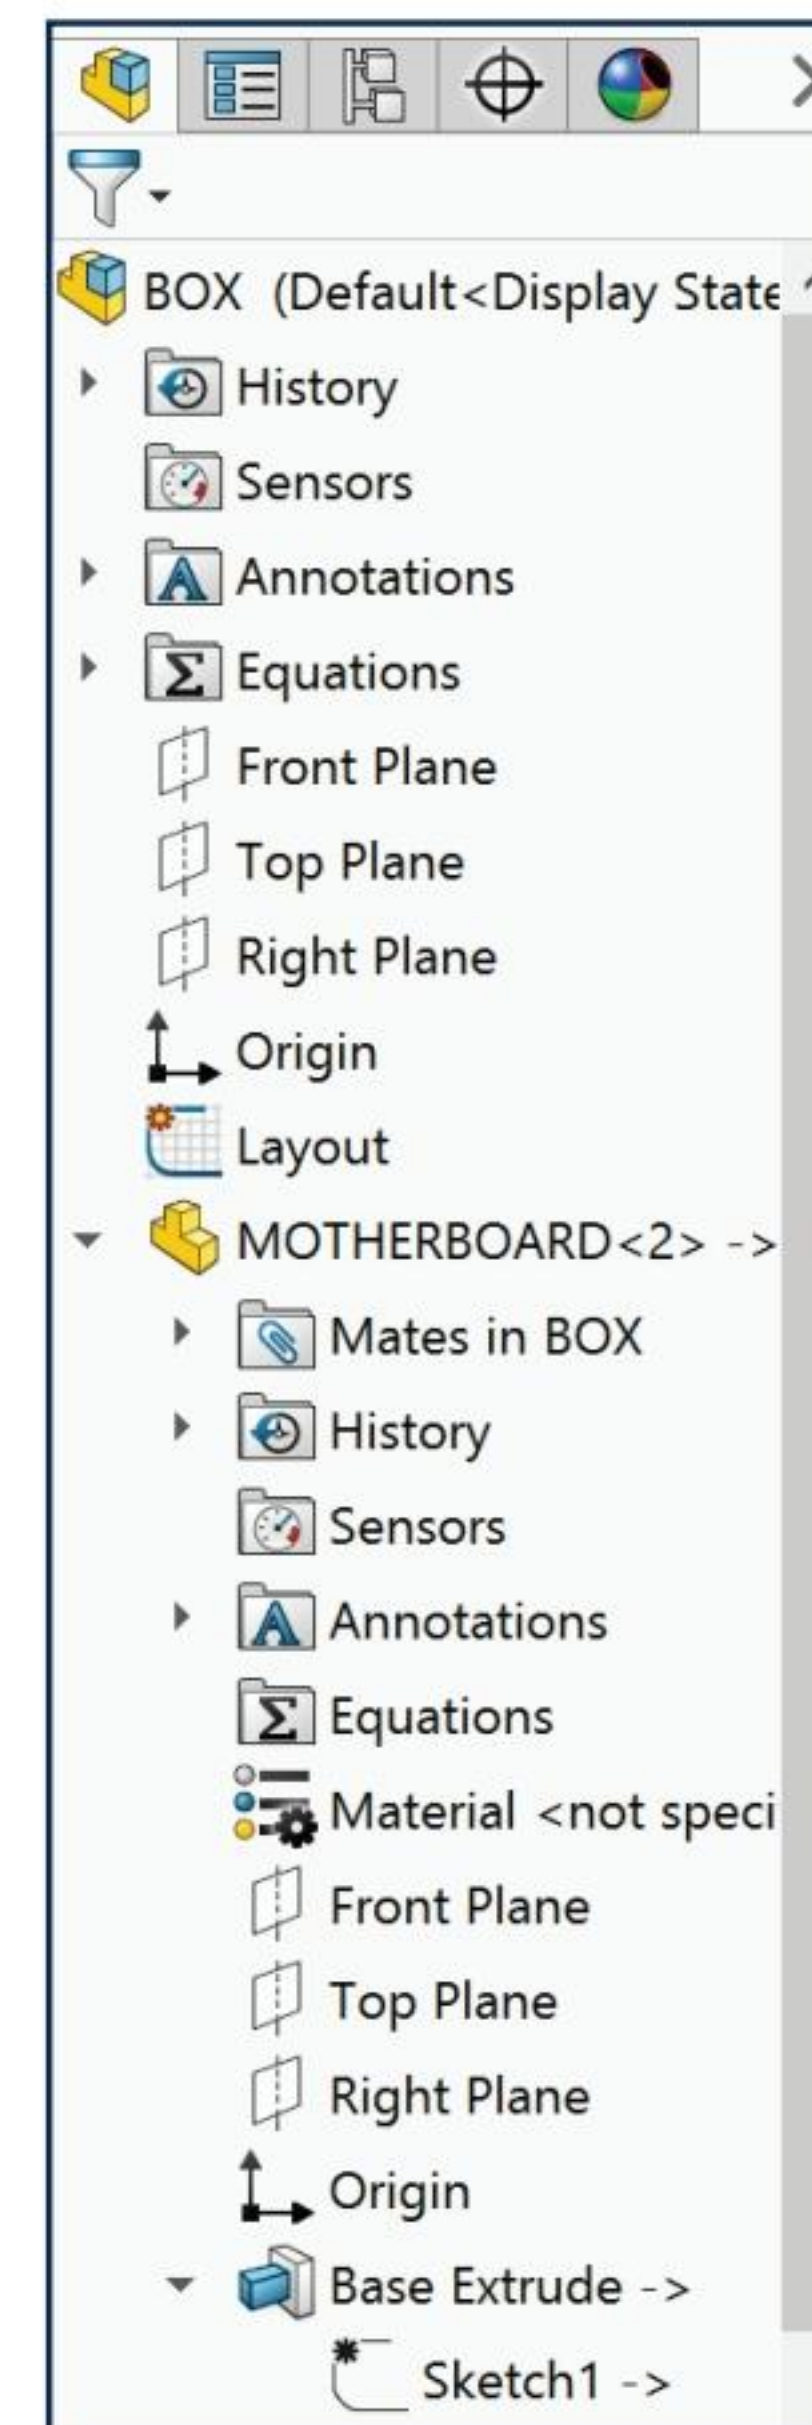 BOX (Default<Display State
History
Sensors
Annotations
Equations
Front Plane
Top Plane
Right Plane
Origin
Layout
MOTHERBOARD<2> ->
Mates in BOX
History
Sensors
Annotations
Equations
Material <not speci
Front Plane
Top Plane
Right Plane
Origin
Base Extrude ->
Sketch1 ->